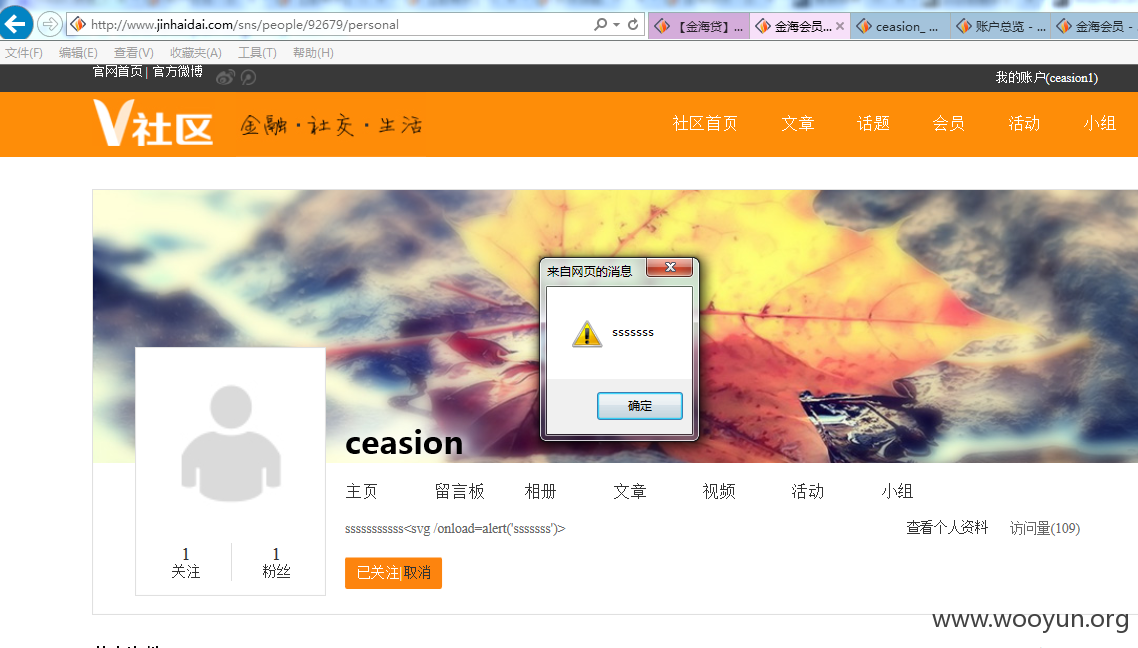 http://www.jinhaidai.com/sns/people/92679/personal
【金海贷】...
金海会员...
ceasion_ ...
账户总览 - ...
金海会员 -
文件(F) 编辑(E) 查看(V) 收藏夹(A) 工具(T) 帮助(H)
官网首页 | 官方微博
我的账户(ceasion1)
V社区 金融·社交·生活
社区首页 文章 话题 会员 活动 小组
来自网页的消息
sssssss
确定
ceasion
主页 留言板 相册 文章 视频 活动 小组
sssssssssss<svg /onload=alert('sssssss')>
查看个人资料 访问量(109)
1 1
关注 粉丝
已关注|取消
www.wooyun.org